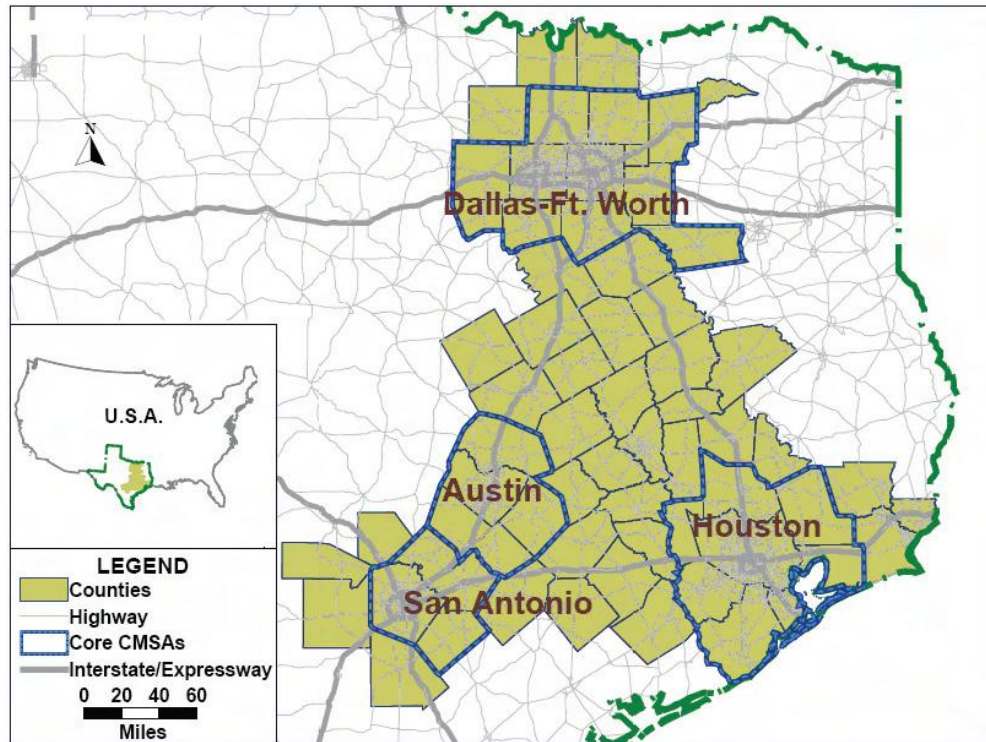 N
Dallas-Ft. Worth
U.S.A.
Austin
Houston
San Antonio
LEGEND
Counties
Highway
Core CMSAs
Interstate/Expressway
0 20 40 60
Miles